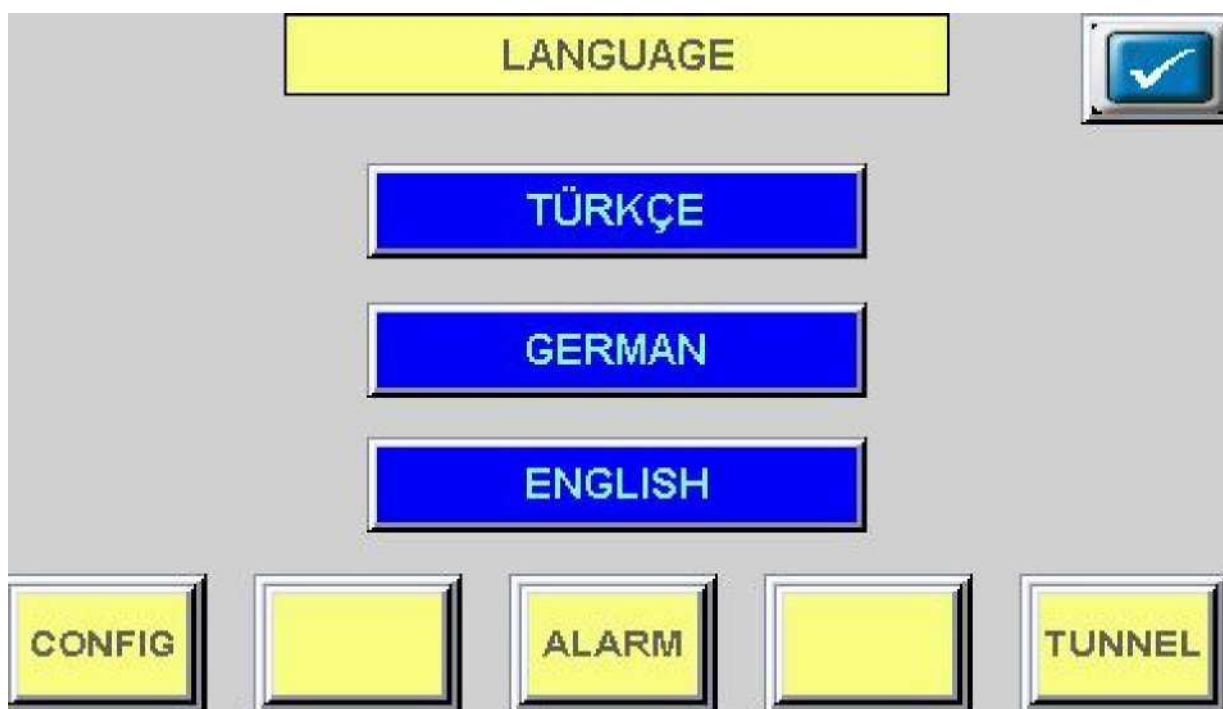 LANGUAGE
TÜRKÇE
GERMAN
ENGLISH
CONFIG
ALARM
TUNNEL